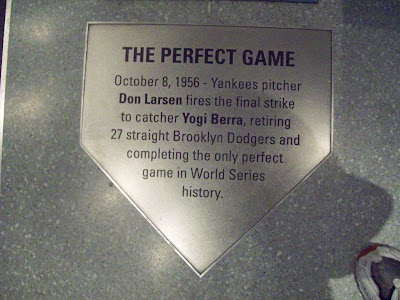 THE PERFECT GAME
October 8, 1956 - Yankees pitcher
Don Larsen fires the final strike
to catcher Yogi Berra, retiring
27 straight Brooklyn Dodgers and
completing the only perfect
game in World Series
history.